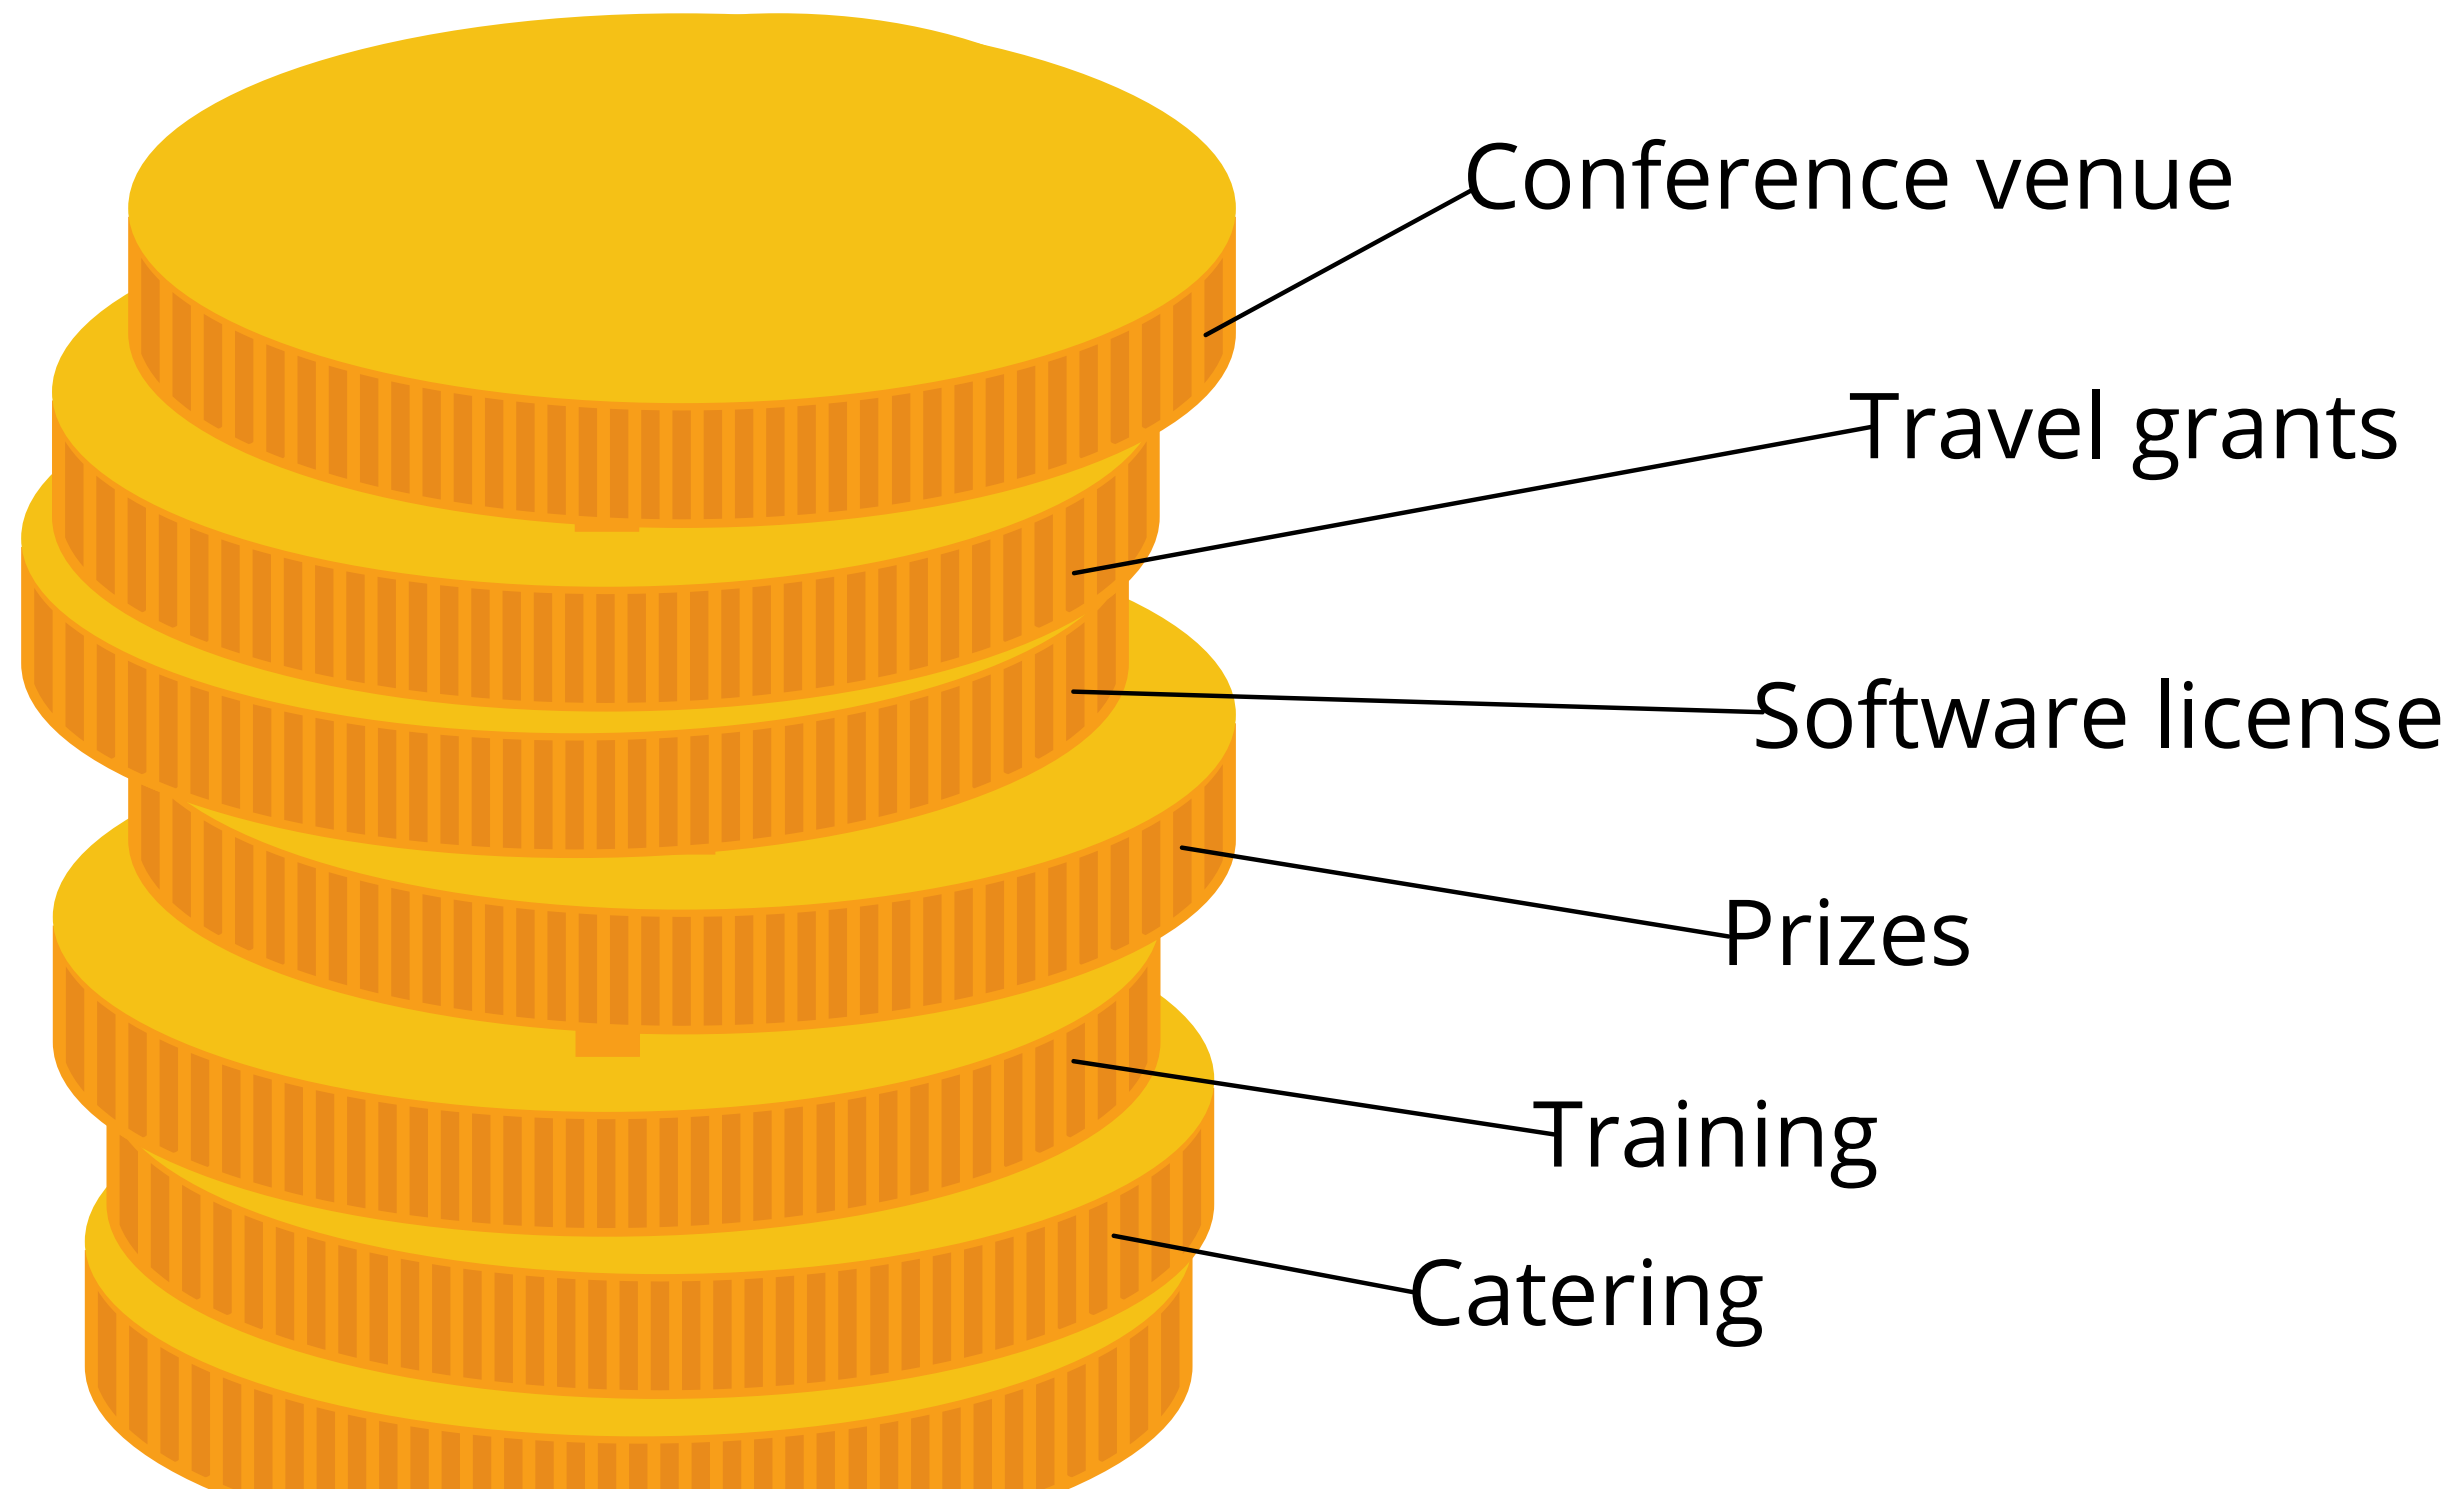 Conference venue
Travel grants
Software license
Prizes
Training
Catering